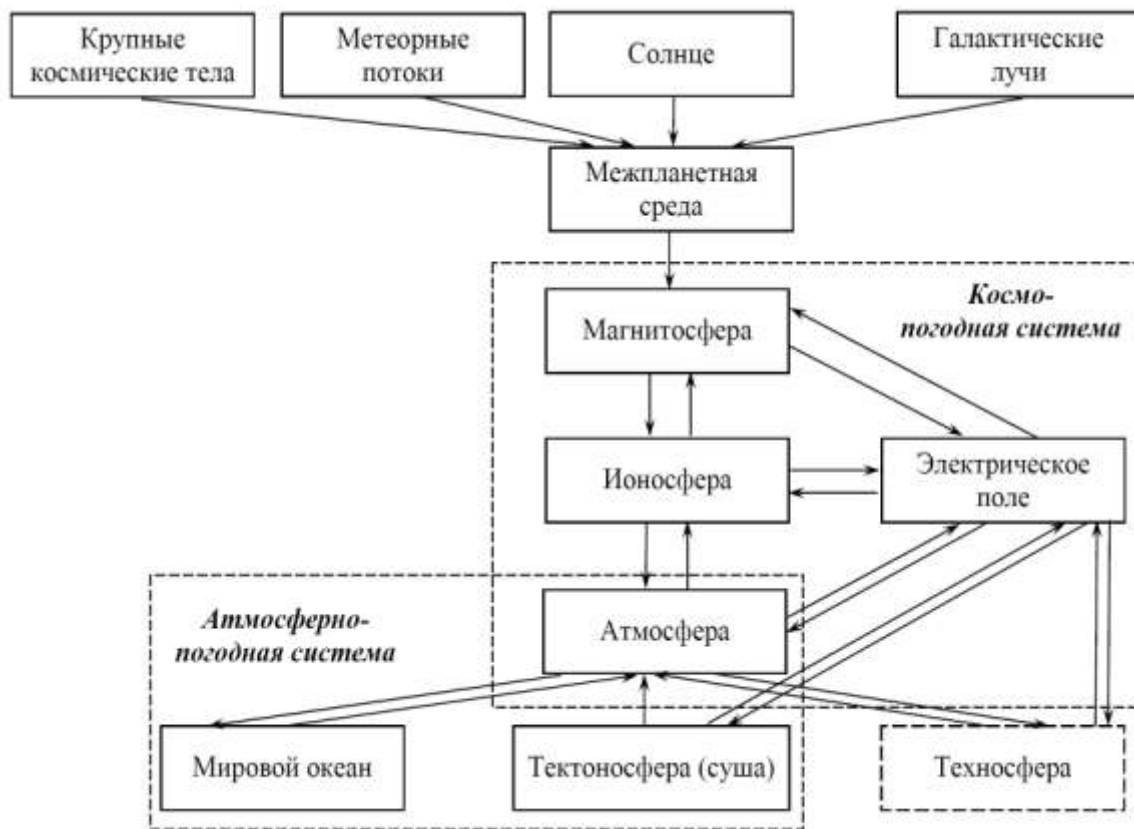 Крупные
космические тела
Метеорные
потоки
Солнце
Галактические
лучи
Межпланетная
среда
Магнитосфера
Космо-
погодная система
Ионосфера
Электрическое
поле
Атмосферно-
погодная система
Атмосфера
Мировой океан
Тектоносфера (суша)
Техносфера